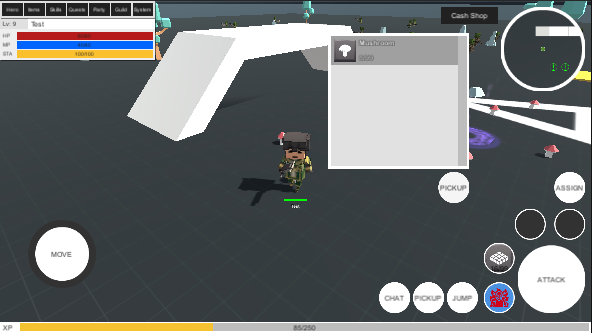 Hero Items Skills Quests Party Guild System
Lv: 9 Test
HP
MP
STA 100/100
Cash Shop
Mushroom
PICKUP
ASSIGN
MOVE
ATTACK
CHAT PICKUP JUMP
XP 85/250